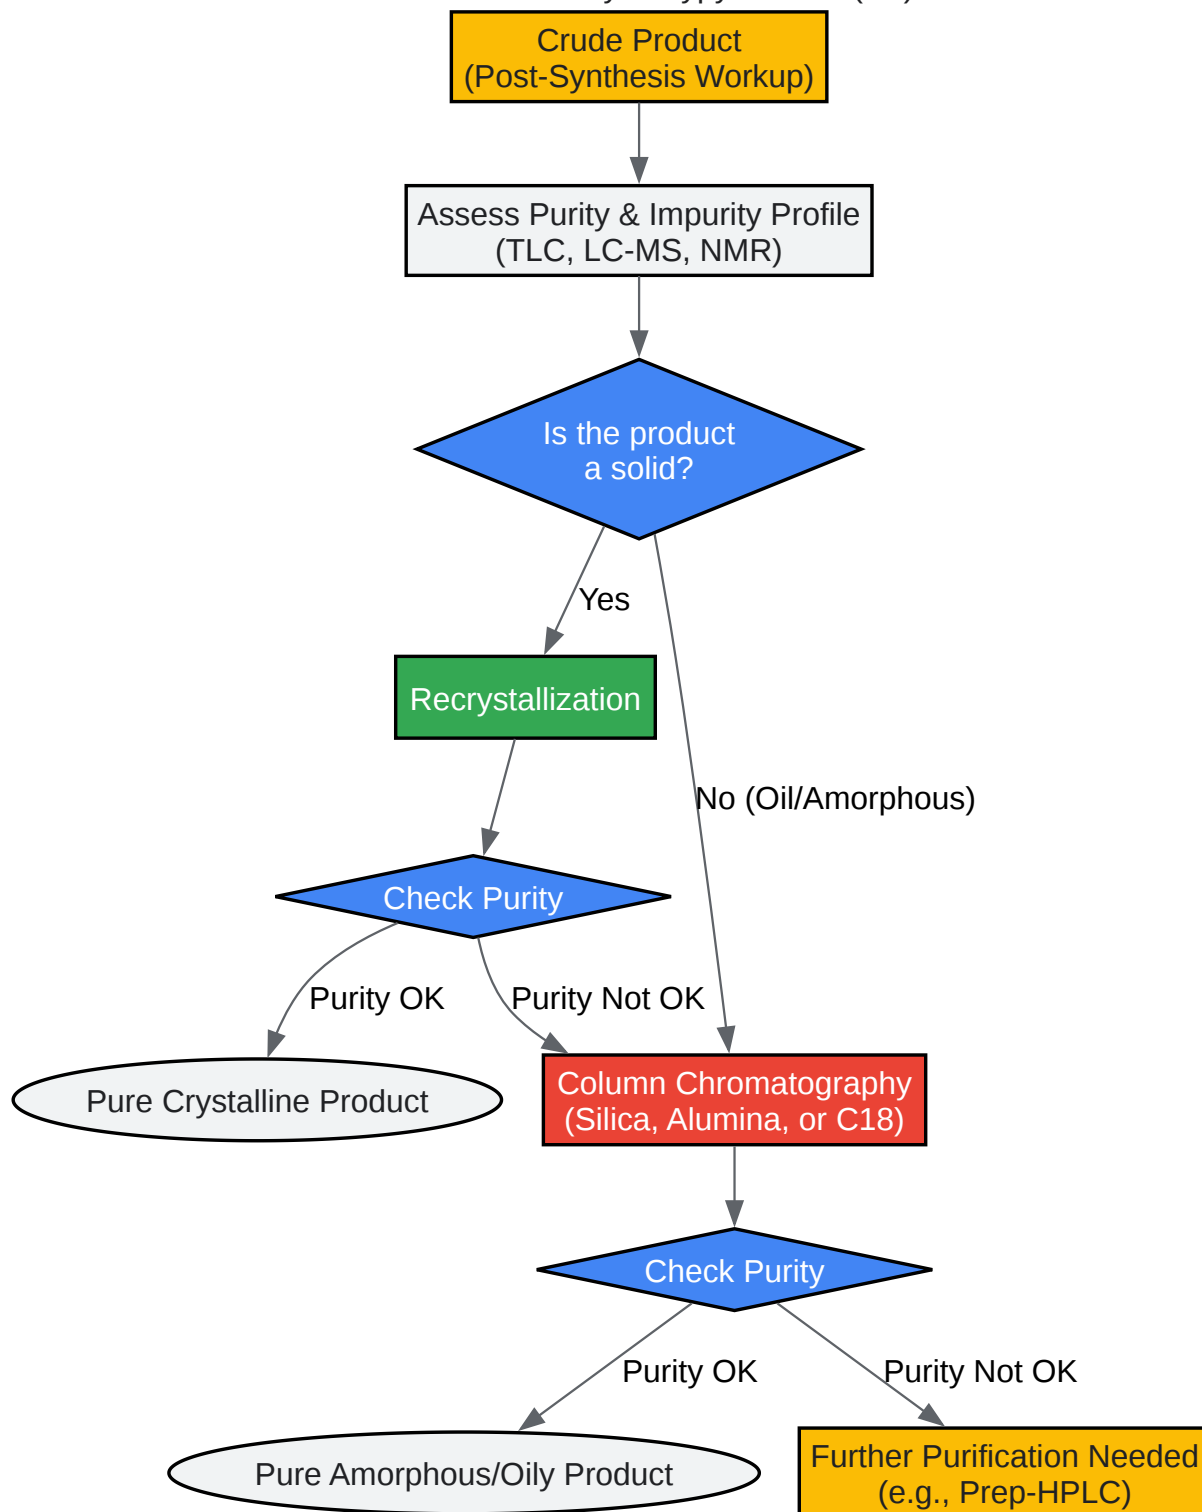 Crude Product
(Post-Synthesis Workup)
Assess Purity & Impurity Profile
(TLC, LC-MS, NMR)
Is the product
a solid?
Yes
Recrystallization
No (Oil/Amorphous)
Check Purity
Purity OK
Purity Not OK
Pure Crystalline Product
Column Chromatography
(Silica, Alumina, or C18)
Check Purity
Purity OK
Purity Not OK
Pure Amorphous/Oily Product
Further Purification Needed
(e.g., Prep-HPLC)